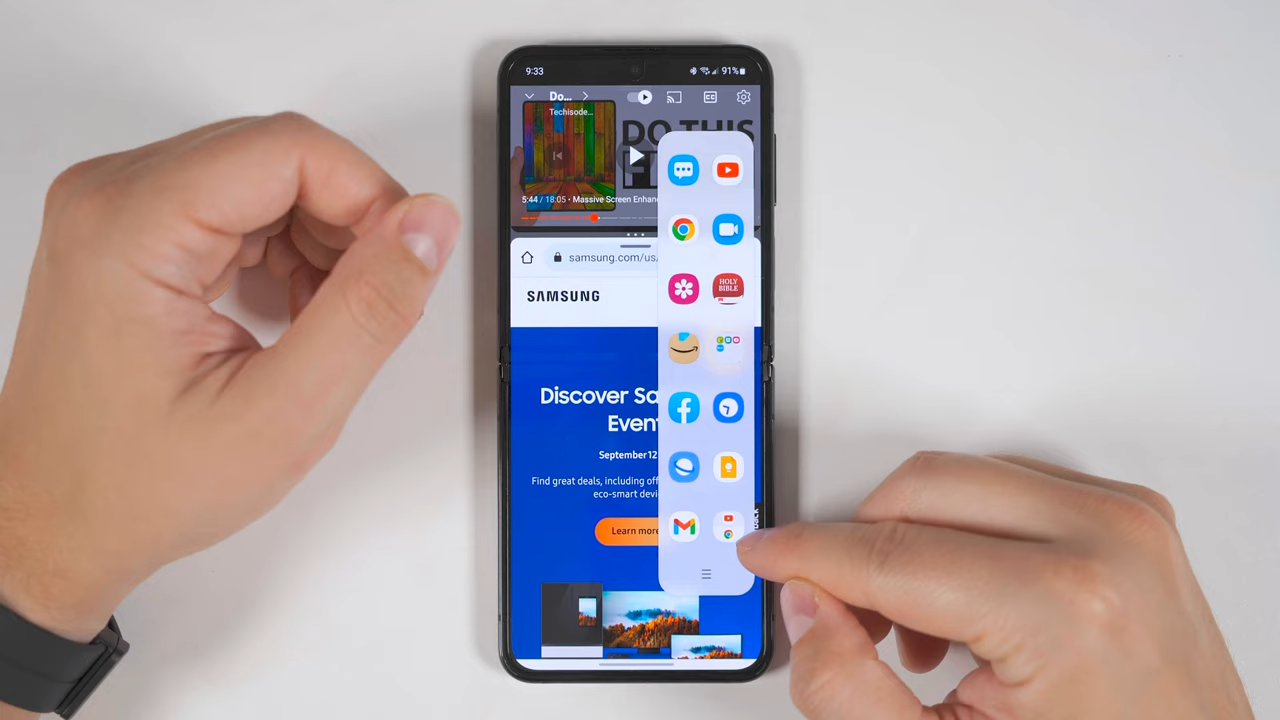 9:33
91%
Do...
Techisode...
DO THIS
5:44 / 18:05 • Massive Screen Enhanc
samsung.com/us/
SAMSUNG
HOLY
BIBLE
Discover Sa
Even
September12
Find great deals, including off
eco-smart devi
Learn more